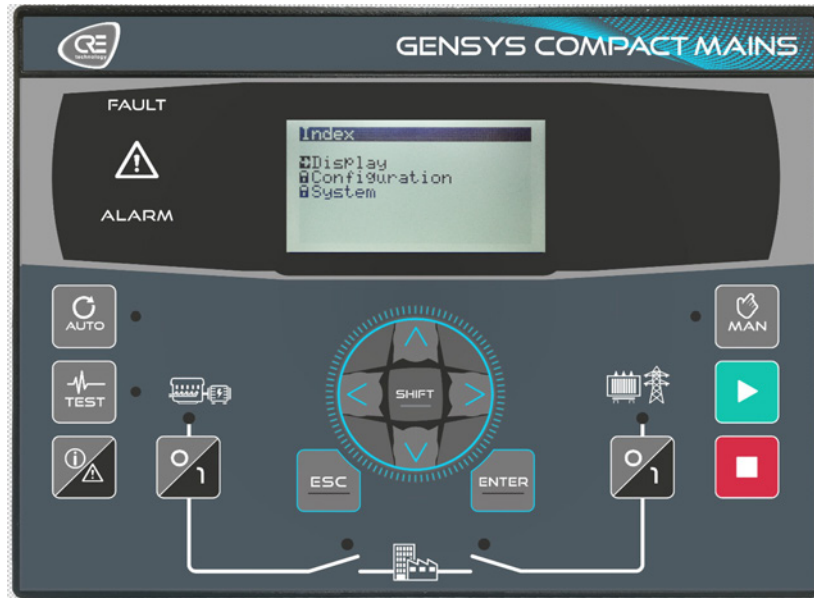 CRE
technology
GENSYS COMPACT MAINS
FAULT
ALARM
Index
Display
Configuration
System
AUTO
MAN
TEST
SHIFT
ESC
ENTER